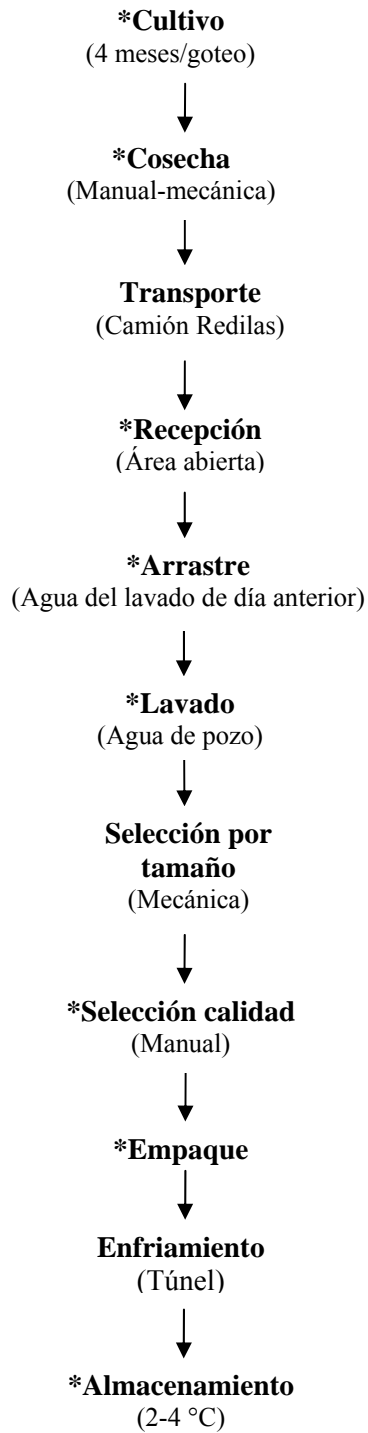 *Cultivo
(4 meses/goteo)
*Cosecha
(Manual-mecánica)
Transporte
(Camión Redilas)
*Recepción
(Área abierta)
*Arrastre
(Agua del lavado de día anterior)
*Lavado
(Agua de pozo)
Selección por
tamaño
(Mecánica)
*Selección calidad
(Manual)
*Empaque
Enfriamiento
(Túnel)
*Almacenamiento
(2-4 °C)